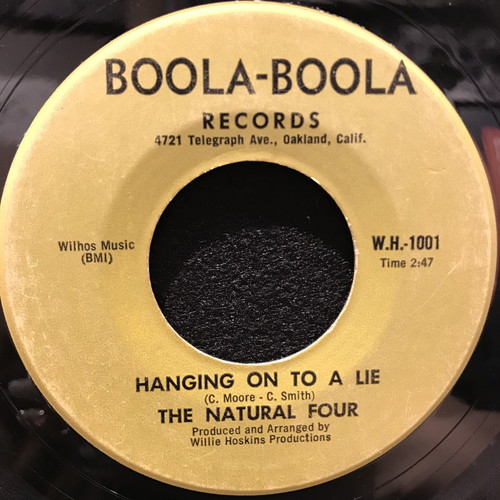 BOOLA-BOOLA
RECORDS
4721 Telegraph Ave., Oakland, Calif.
Wilhos Music
(BMI)
W.H.-1001
Time 2:47
HANGING ON TO A LIE
(C. Moore - C. Smith)
THE NATURAL FOUR
Produced and Arranged by
Willie Hoskins Productions